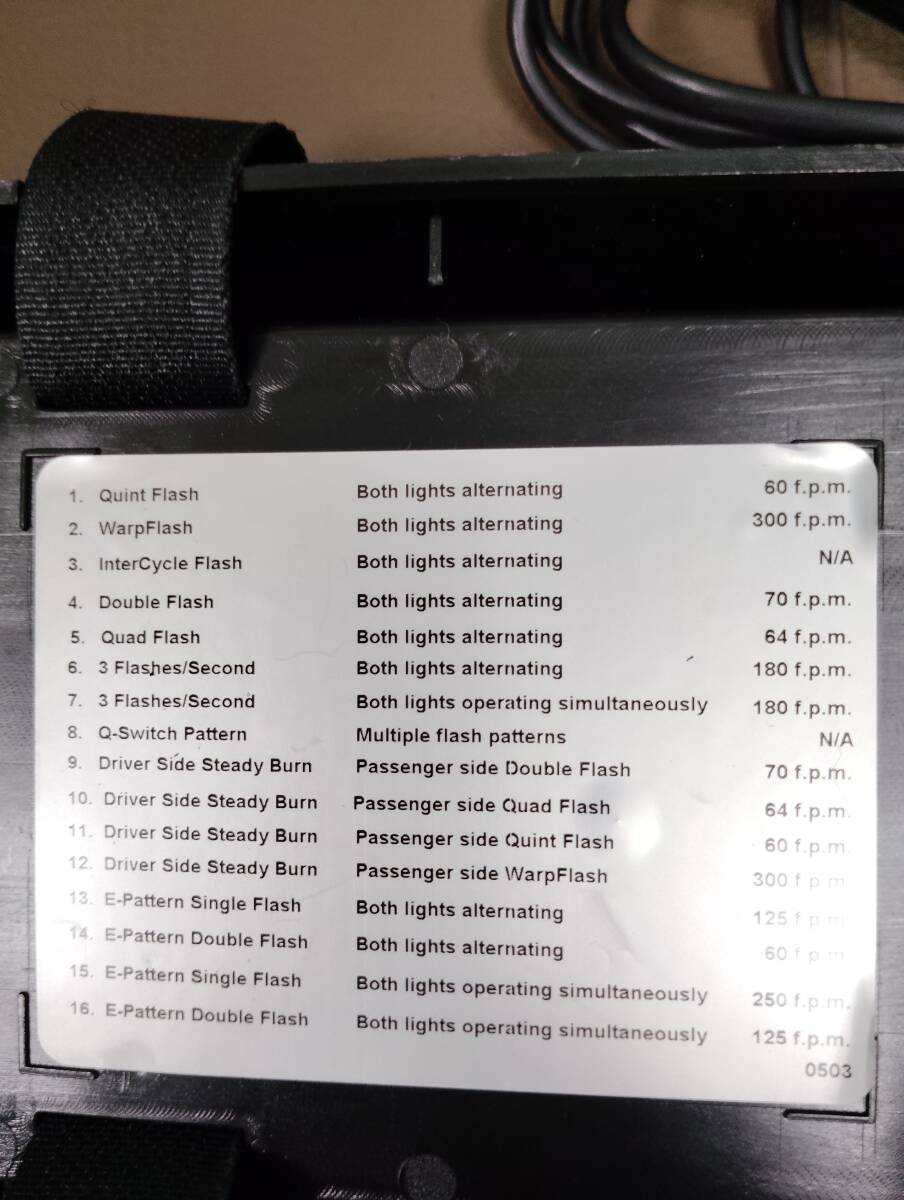 1. Quint Flash Both lights alternating 60 f.p.m.
2. WarpFlash Both lights alternating 300 f.p.m.
3. InterCycle Flash Both lights alternating N/A
4. Double Flash Both lights alternating 70 f.p.m.
5. Quad Flash Both lights alternating 64 f.p.m.
6. 3 Flashes/Second Both lights alternating 180 f.p.m.
7. 3 Flashes/Second Both lights operating simultaneously 180 f.p.m.
8. Q-Switch Pattern Multiple flash patterns N/A
9. Driver Side Steady Burn Passenger side Double Flash 70 f.p.m.
10. Driver Side Steady Burn Passenger side Quad Flash 64 f.p.m.
11. Driver Side Steady Burn Passenger side Quint Flash 60 f.p.m.
12. Driver Side Steady Burn Passenger side WarpFlash 300 f.p.m.
13. E-Pattern Single Flash Both lights alternating 125 f.p.m.
14. E-Pattern Double Flash Both lights alternating 60 f.p.m.
15. E-Pattern Single Flash Both lights operating simultaneously 250 f.p.m.
16. E-Pattern Double Flash Both lights operating simultaneously 125 f.p.m.
0503